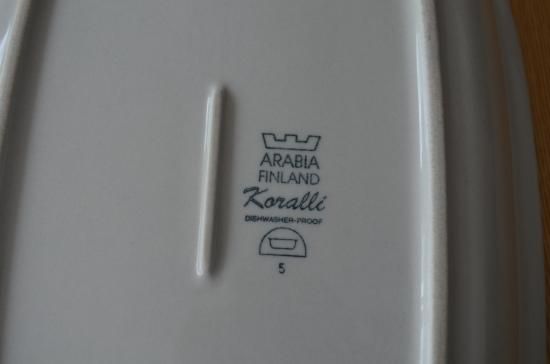 ARABIA
FINLAND
Koralli
DISHWASHER-PROOF
5